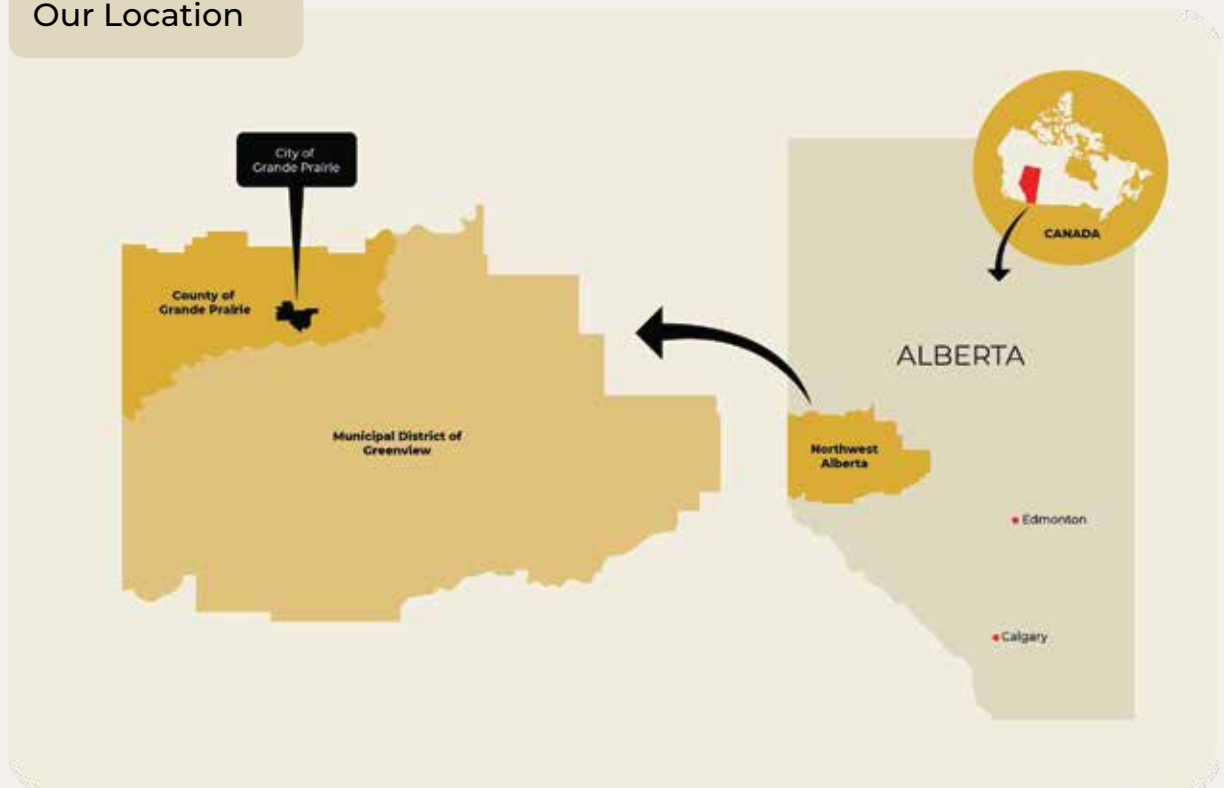 Our Location
City of
Grande Prairie
County of
Grande Prairie
Municipal District of
Greenview
CANADA
ALBERTA
Northwest
Alberta
Edmonton
Calgary